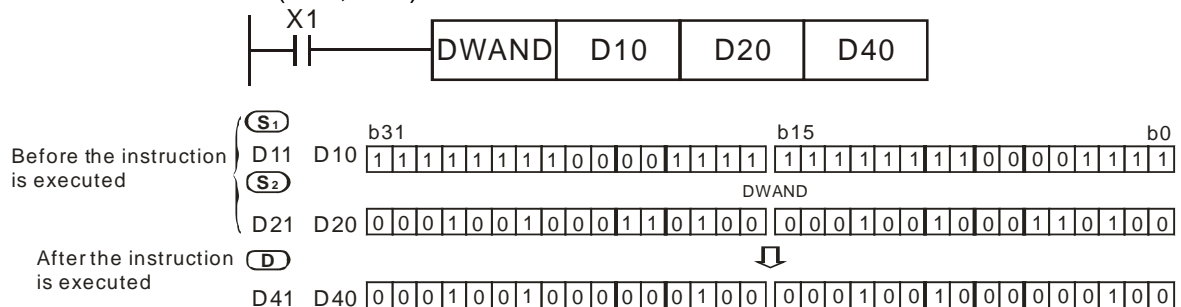 X1
DWAND D10 D20 D40
S1
b31 b15 b0
Before the instruction
D11 D10 1 1 1 1 1 1 1 1 0 0 0 0 1 1 1 1 1 1 1 1 1 1 1 1 0 0 0 0 1 1 1 1
is executed
S2
DWAND
D21 D20 0 0 0 1 0 0 1 0 0 0 1 1 0 1 0 0 0 0 0 1 0 0 1 0 0 0 1 1 0 1 0 0
After the instruction D
is executed
D41 D40 0 0 0 1 0 0 1 0 0 0 0 0 0 1 0 0 0 0 0 1 0 0 1 0 0 0 0 0 0 1 0 0